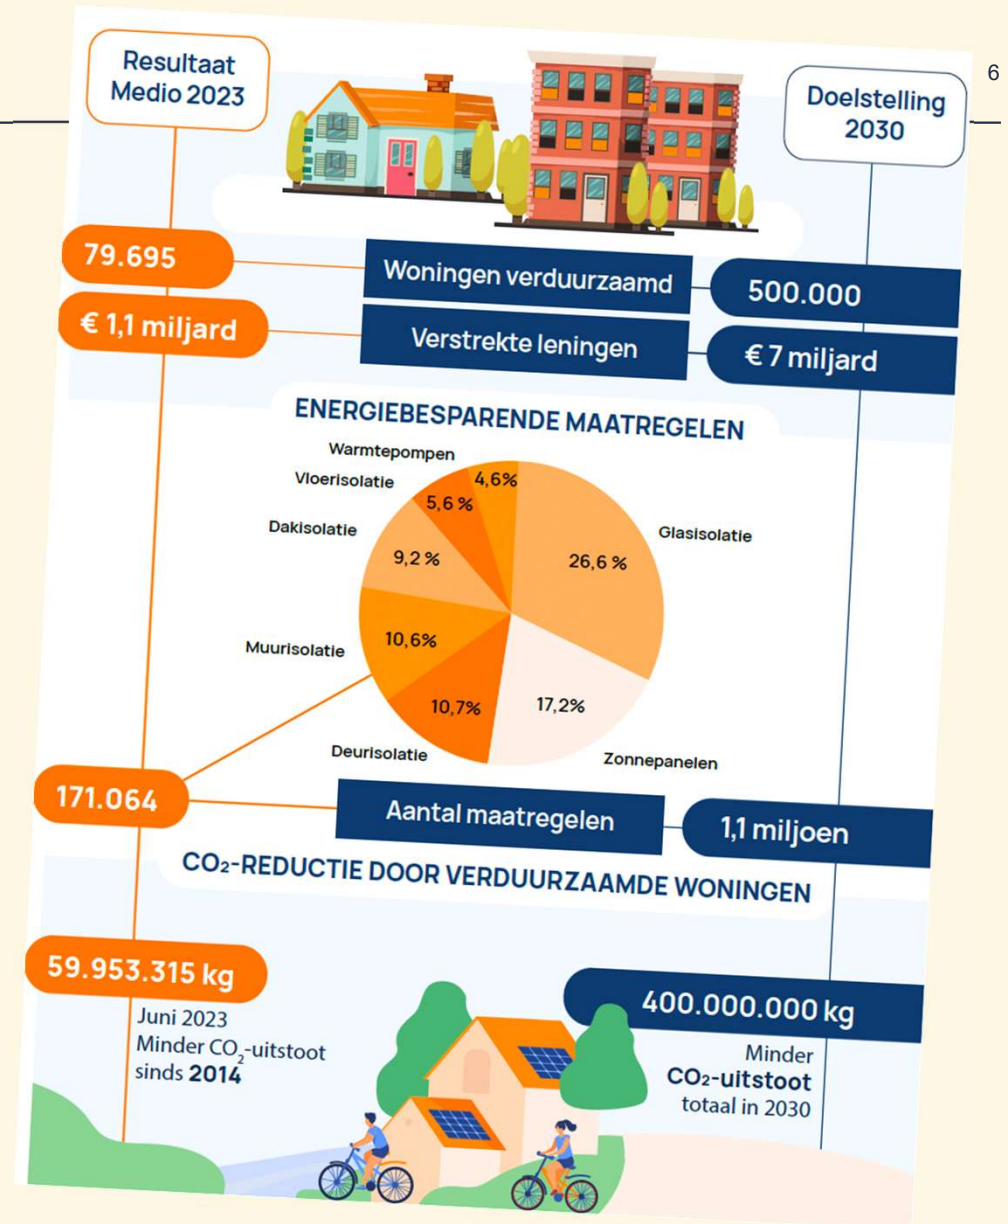 Resultaat
Medio 2023
6
Doelstelling
2030
79.695
Woningen verduurzaamd
500.000
€ 1,1 miljard
Verstrekte leningen
€ 7 miljard
ENERGIEBESPARENDE MAATREGELEN
Warmtepompen
4,6%
Vloerisolatie
5,6 %
Dakisolatie
9,2 %
Glasisolatie
26,6 %
Muurisolatie
10,6%
10,7%
17,2%
Deurisolatie
Zonnepanelen
171.064
Aantal maatregelen
1,1 miljoen
CO₂-REDUCTIE DOOR VERDUURZAAMDE WONINGEN
59.953.315 kg
Juni 2023
Minder CO₂-uitstoot
sinds 2014
400.000.000 kg
Minder
CO₂-uitstoot
totaal in 2030